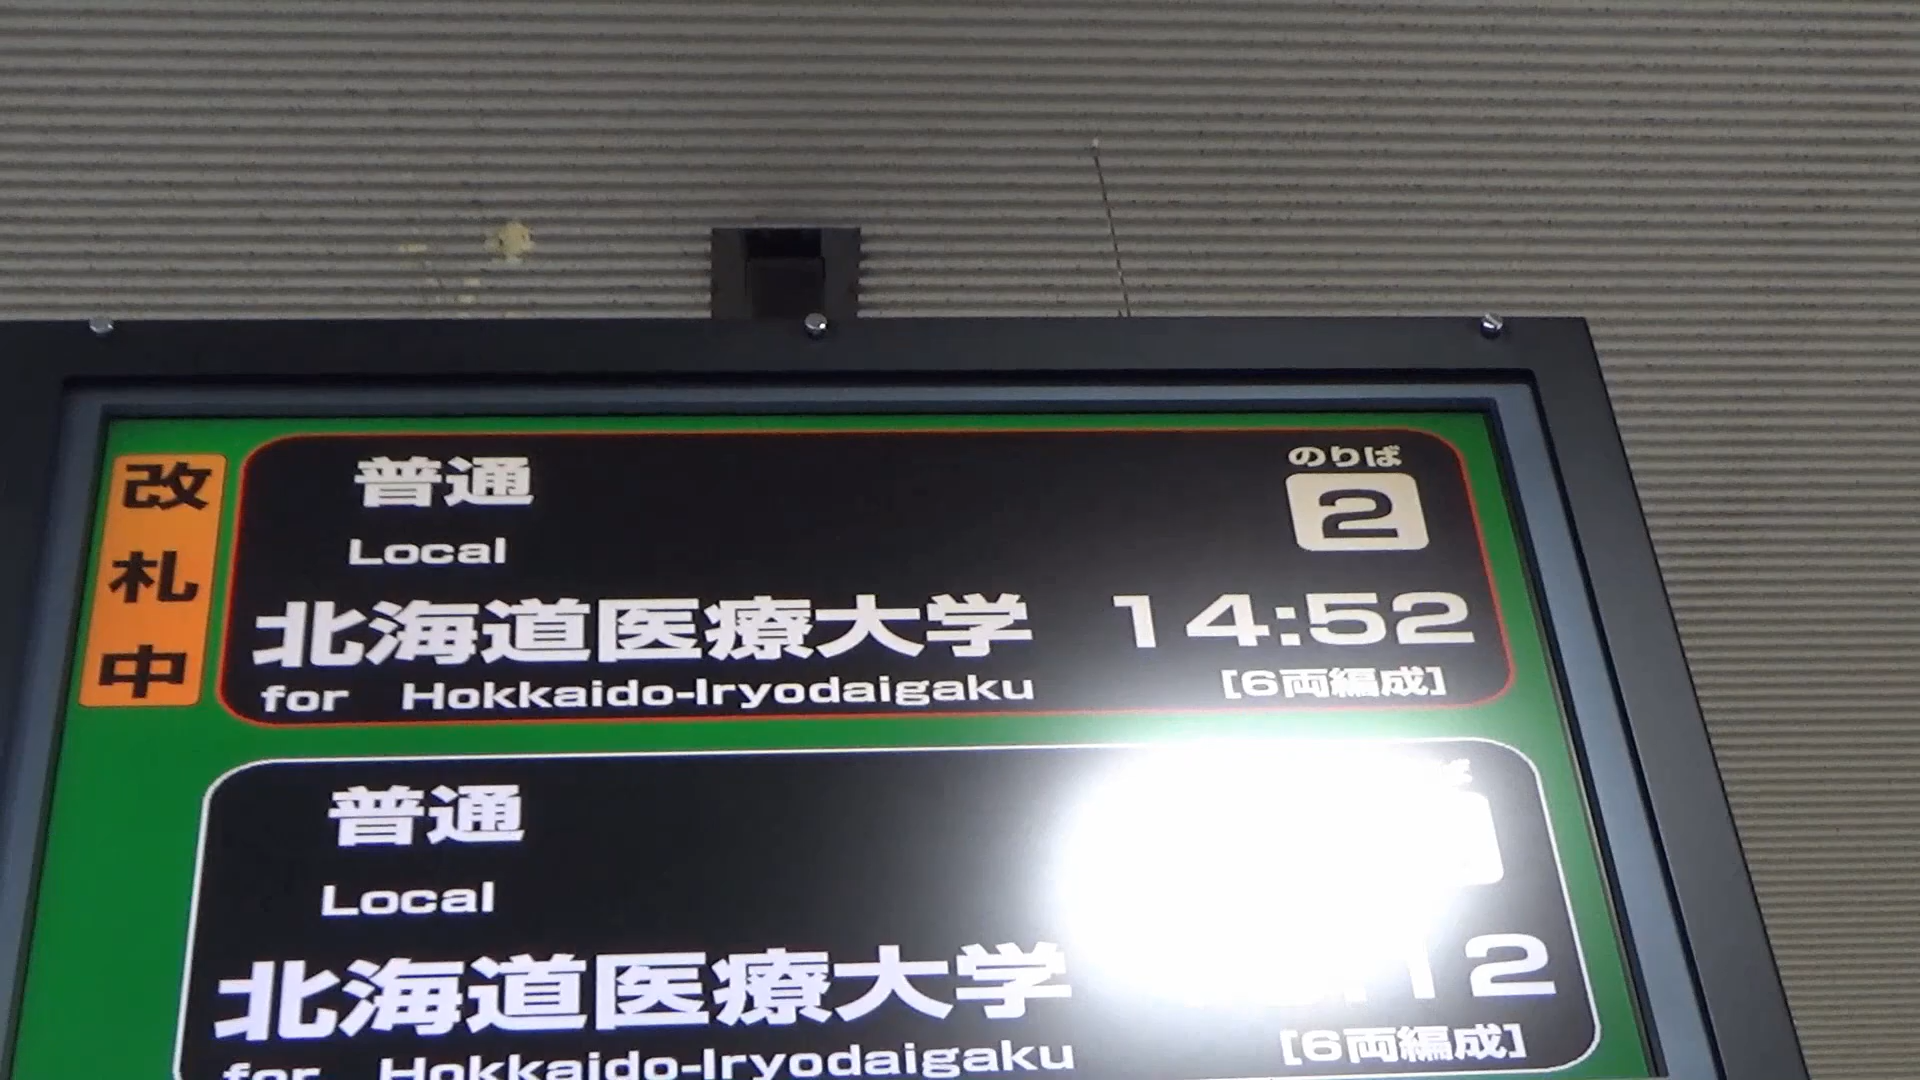 改札中
普通
のりば
2
Local
北海道医療大学 14:52
for Hokkaido-Iryodaigaku [6両編成]
普通
Local
北海道医療大学 12
for Hokkaido-Iryodaigaku [6両編成]